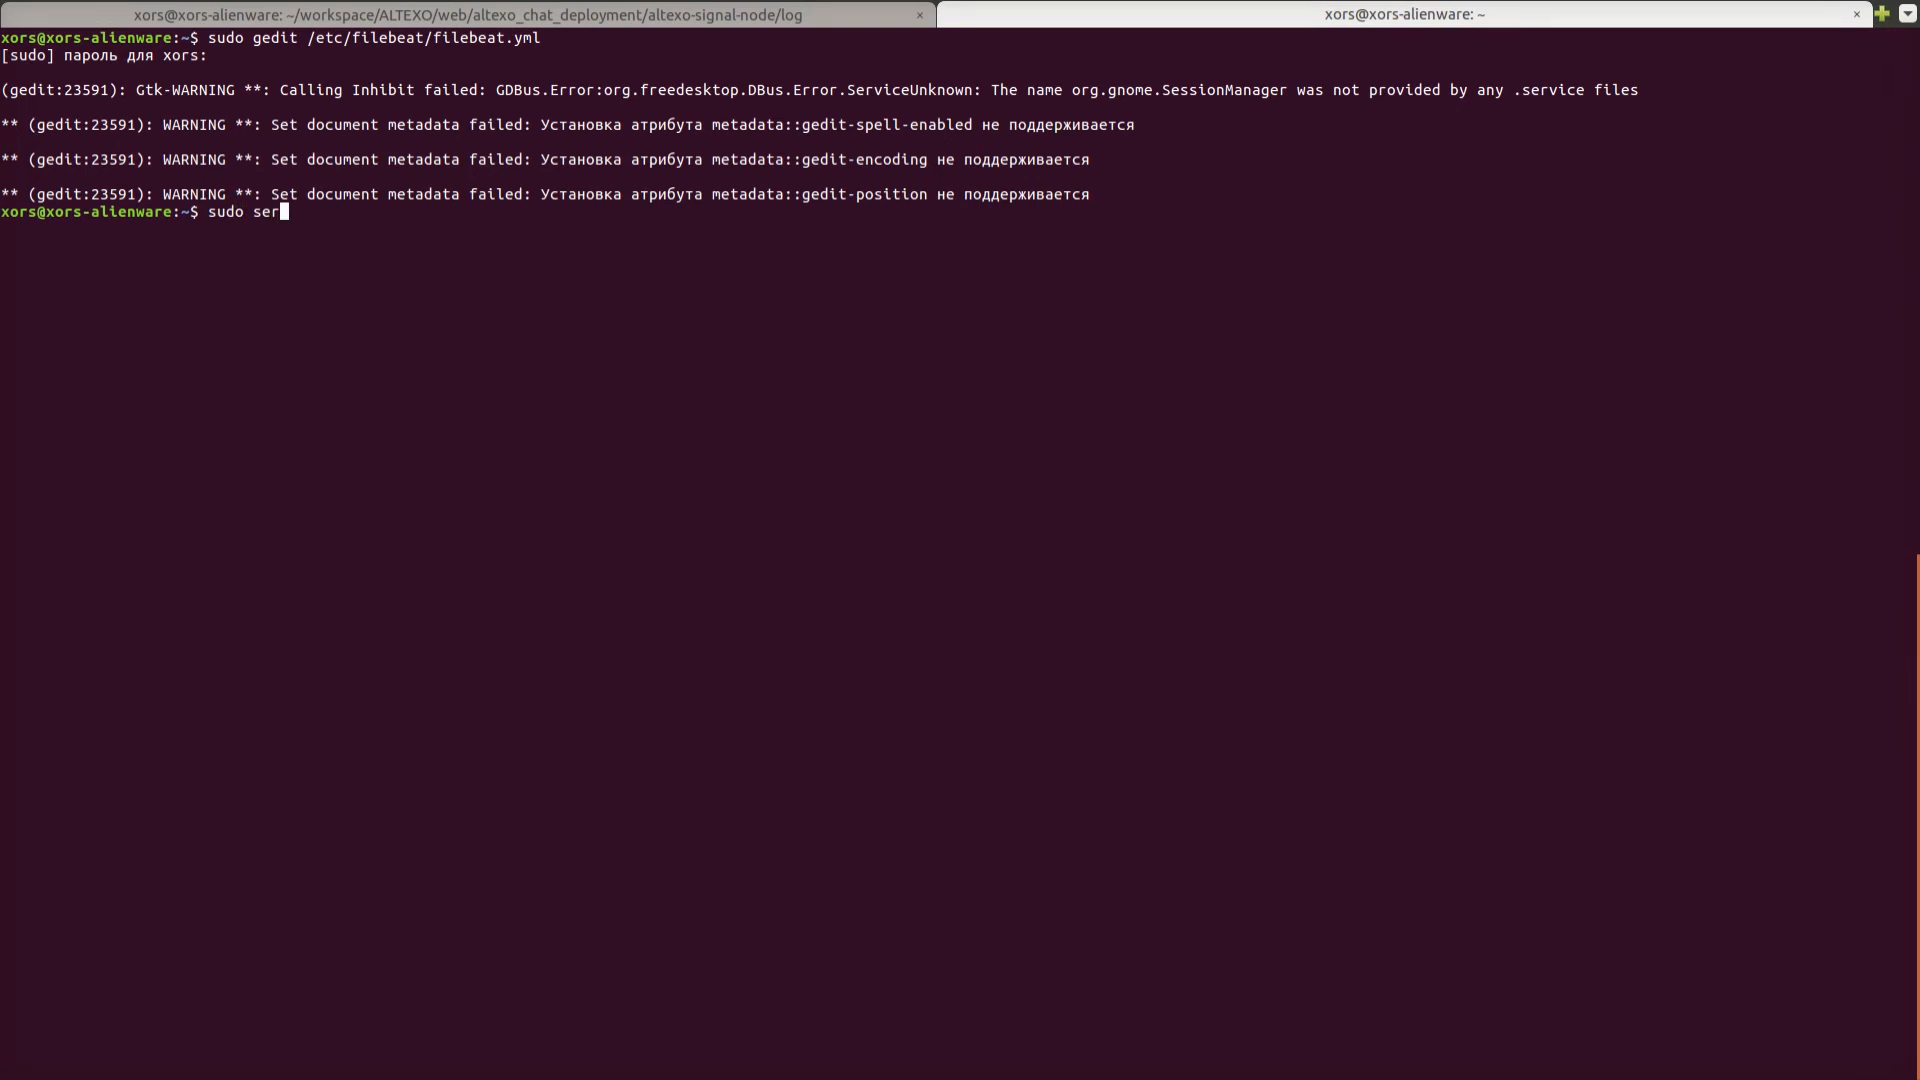 xors@xors-alienware: ~/workspace/ALTEXO/web/altexo_chat_deployment/altexo-signal-node/log × xors@xors-alienware: ~ ×
xors@xors-alienware:~$ sudo gedit /etc/filebeat/filebeat.yml
[sudo] пароль для xors:
(gedit:23591): Gtk-WARNING **: Calling Inhibit failed: GDBus.Error:org.freedesktop.DBus.Error.ServiceUnknown: The name org.gnome.SessionManager was not provided by any .service files
** (gedit:23591): WARNING **: Set document metadata failed: Установка атрибута metadata::gedit-spell-enabled не поддерживается
** (gedit:23591): WARNING **: Set document metadata failed: Установка атрибута metadata::gedit-encoding не поддерживается
** (gedit:23591): WARNING **: Set document metadata failed: Установка атрибута metadata::gedit-position не поддерживается
xors@xors-alienware:~$ sudo ser